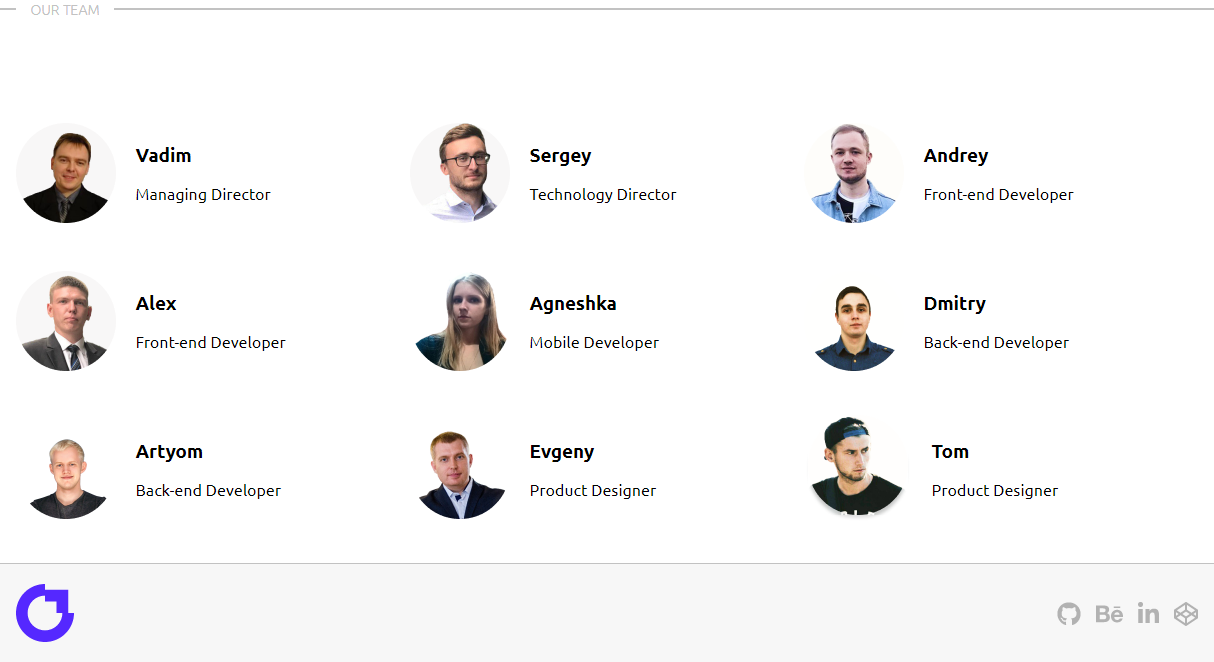 OUR TEAM
Vadim
Managing Director
Sergey
Technology Director
Andrey
Front-end Developer
Alex
Front-end Developer
Agneshka
Mobile Developer
Dmitry
Back-end Developer
Artyom
Back-end Developer
Evgeny
Product Designer
Tom
Product Designer
Bē
in